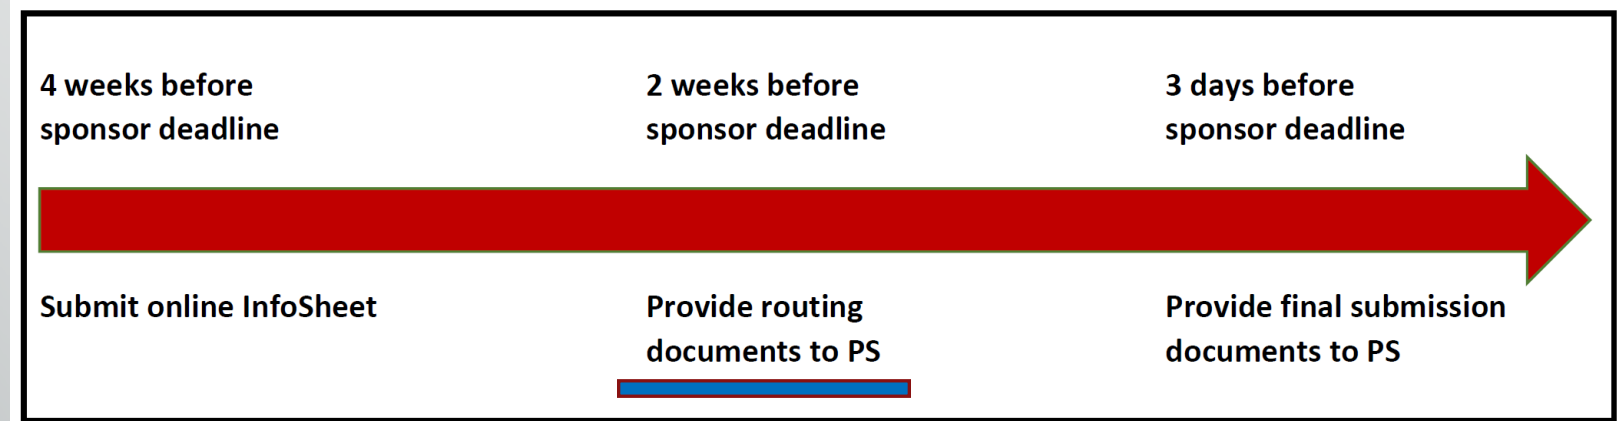 4 weeks before
sponsor deadline
2 weeks before
sponsor deadline
3 days before
sponsor deadline
Submit online InfoSheet
Provide routing
documents to PS
Provide final submission
documents to PS